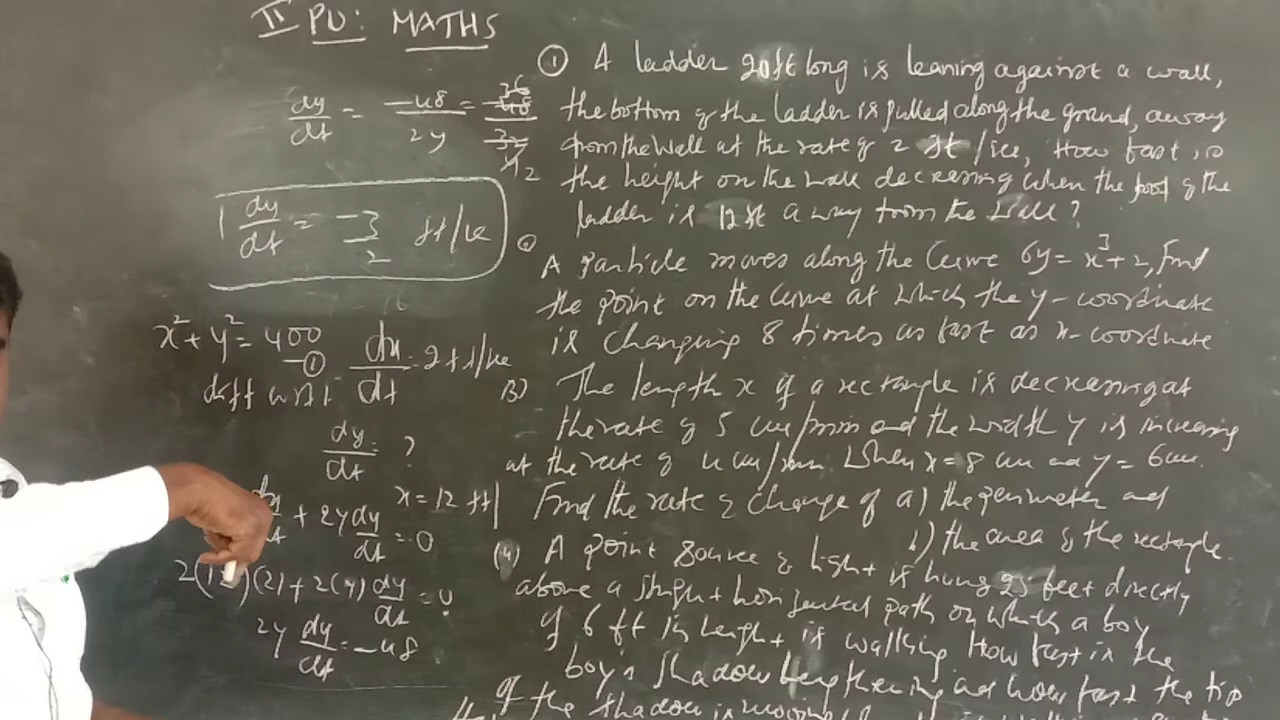 II PU: MATHS
dy/dt = -48/2y = -36/32
12
dy/dt = -3/2 ft/sec
x² + y² = 400 —①
dx/dt = 2 ft/sec
diff w.r.t
dy/dt = ?
x = 12 ft
+ 2y dy/dt = 0
2(12)(2) + 2(y) dy/dt = 0
2y dy/dt = -48
① A ladder 20ft long is leaning against a wall,
the bottom of the ladder is pulled along the ground, away
from the wall at the rate of 2 ft/sec, How fast is
the height on the wall decreasing when the foot of the
ladder is 12ft away from the wall?
A particle moves along the curve 6y = x³+2, Find
the point on the curve at which the y-coordinate
is changing 8 times as fast as x-coordinate
(3) The length x of a rectangle is decreasing at
the rate of 5 cm/min and the width y is increasing
at the rate of 4 cm/min when x=8 cm and y=6cm.
Find the rate of change of a) the perimeter and
b) the area of the rectangle.
(4) A point source of light is hung 25 feet directly
above a straight horizontal path on which a boy
of 6 ft in length is walking How fast is the
boy's shadow lengthening and how fast the tip
of the shadow is